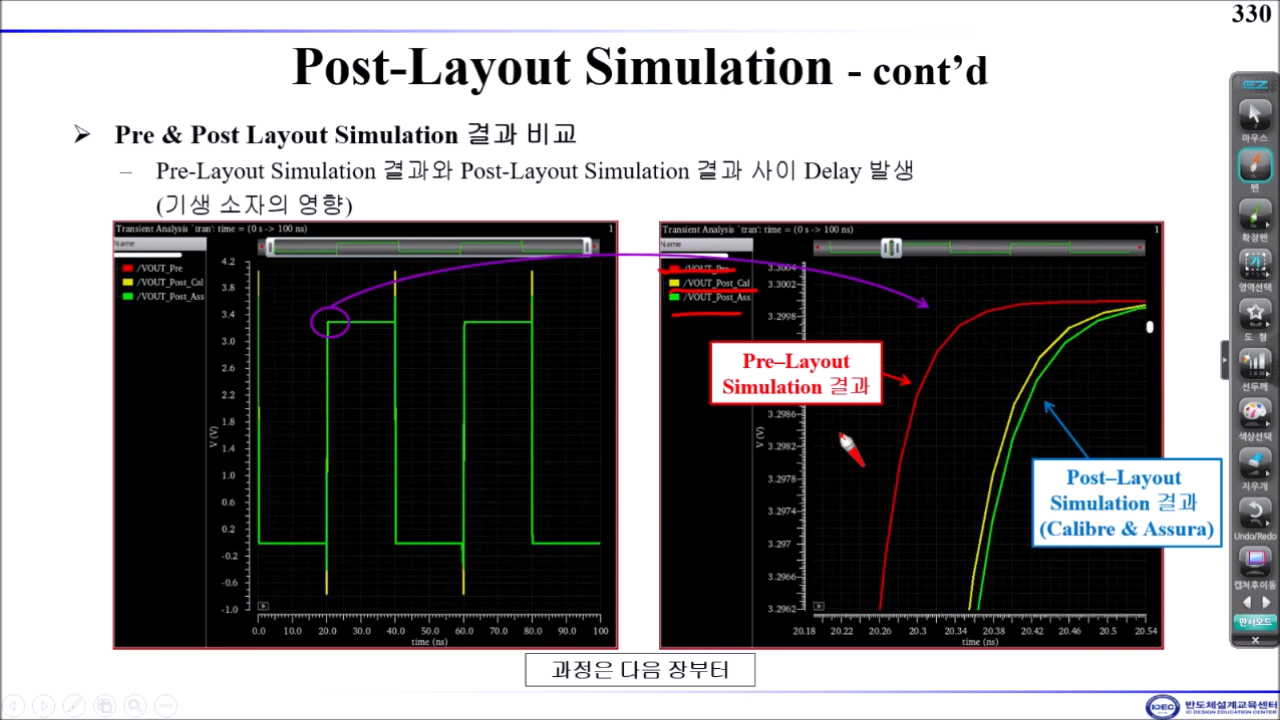 330
Post-Layout Simulation - cont'd
➢ Pre & Post Layout Simulation 결과 비교
– Pre-Layout Simulation 결과와 Post-Layout Simulation 결과 사이 Delay 발생
(기생 소자의 영향)
Transient Analysis `tran': time = (0 s -> 100 ns)
1
Name
/VOUT_Pre
/VOUT_Post_Cal
/VOUT_Post_Ass
4.2
3.8
3.4
3.0
2.6
2.2
1.8
1.4
1.0
0.6
0.2
-0.2
-0.6
-1.0
V (V)
0.0 10.0 20.0 30.0 40.0 50.0 60.0 70.0 80.0 90.0 100
time (ns)
Transient Analysis `tran': time = (0 s -> 100 ns)
1
Name
/VOUT_Pre
/VOUT_Post_Cal
/VOUT_Post_Ass
3.3004
3.3002
3.2998
3.2986
3.2982
3.2978
3.2974
3.297
3.2966
3.2962
V (V)
20.18 20.22 20.26 20.3 20.34 20.38 20.42 20.46 20.5 20.54
time (ns)
Pre–Layout
Simulation 결과
Post–Layout
Simulation 결과
(Calibre & Assura)
과정은 다음 장부터
EZ
마우스
펜
확장펜
영역선택
도 형
선두께
색상선택
지우개
Undo/Redo
캡쳐후이동
판서모드
IDEC
반도체설계교육센터
IC DESIGN EDUCATION CENTER